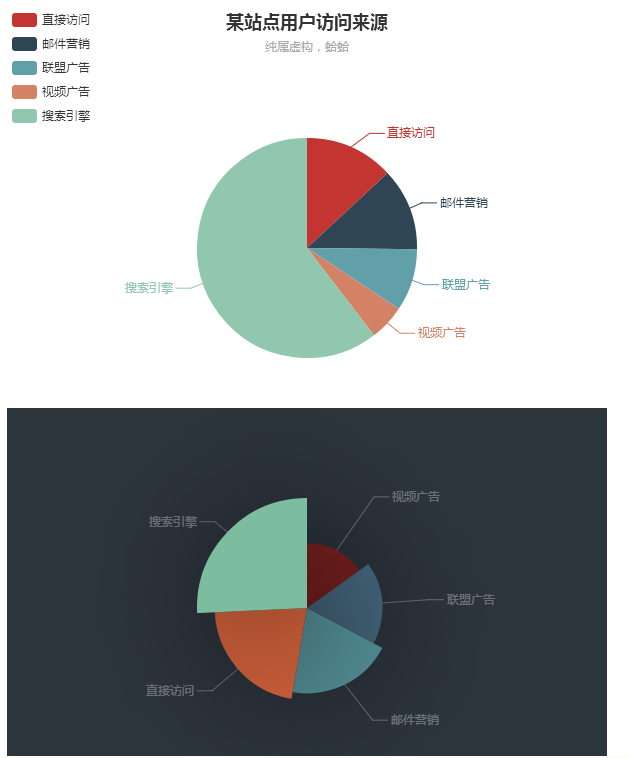 直接访问
邮件营销
联盟广告
视频广告
搜索引擎
某站点用户访问来源
纯属虚构，蛤蛤
直接访问
邮件营销
联盟广告
视频广告
搜索引擎
视频广告
搜索引擎
联盟广告
直接访问
邮件营销